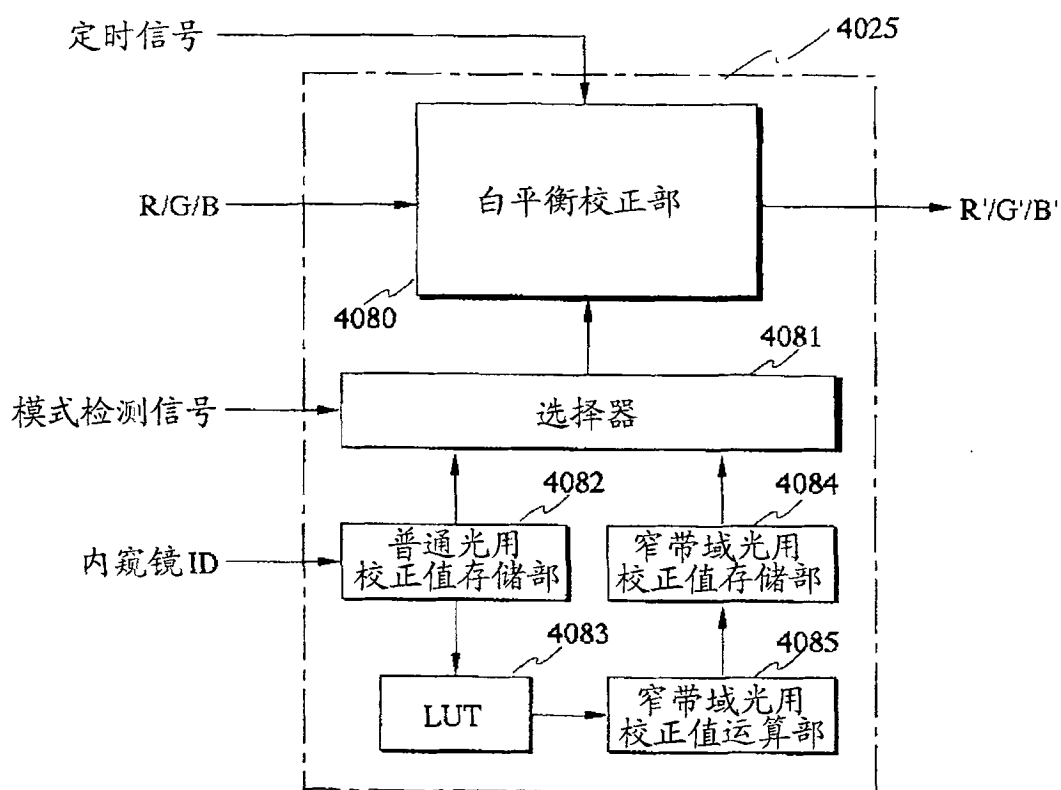 定时信号
4025
白平衡校正部
R/G/B
R'/G'/B'
4080
4081
模式检测信号
选择器
4082
4084
内窥镜ID
普通光用
校正值存储部
窄带域光用
校正值存储部
4083
4085
LUT
窄带域光用
校正值运算部